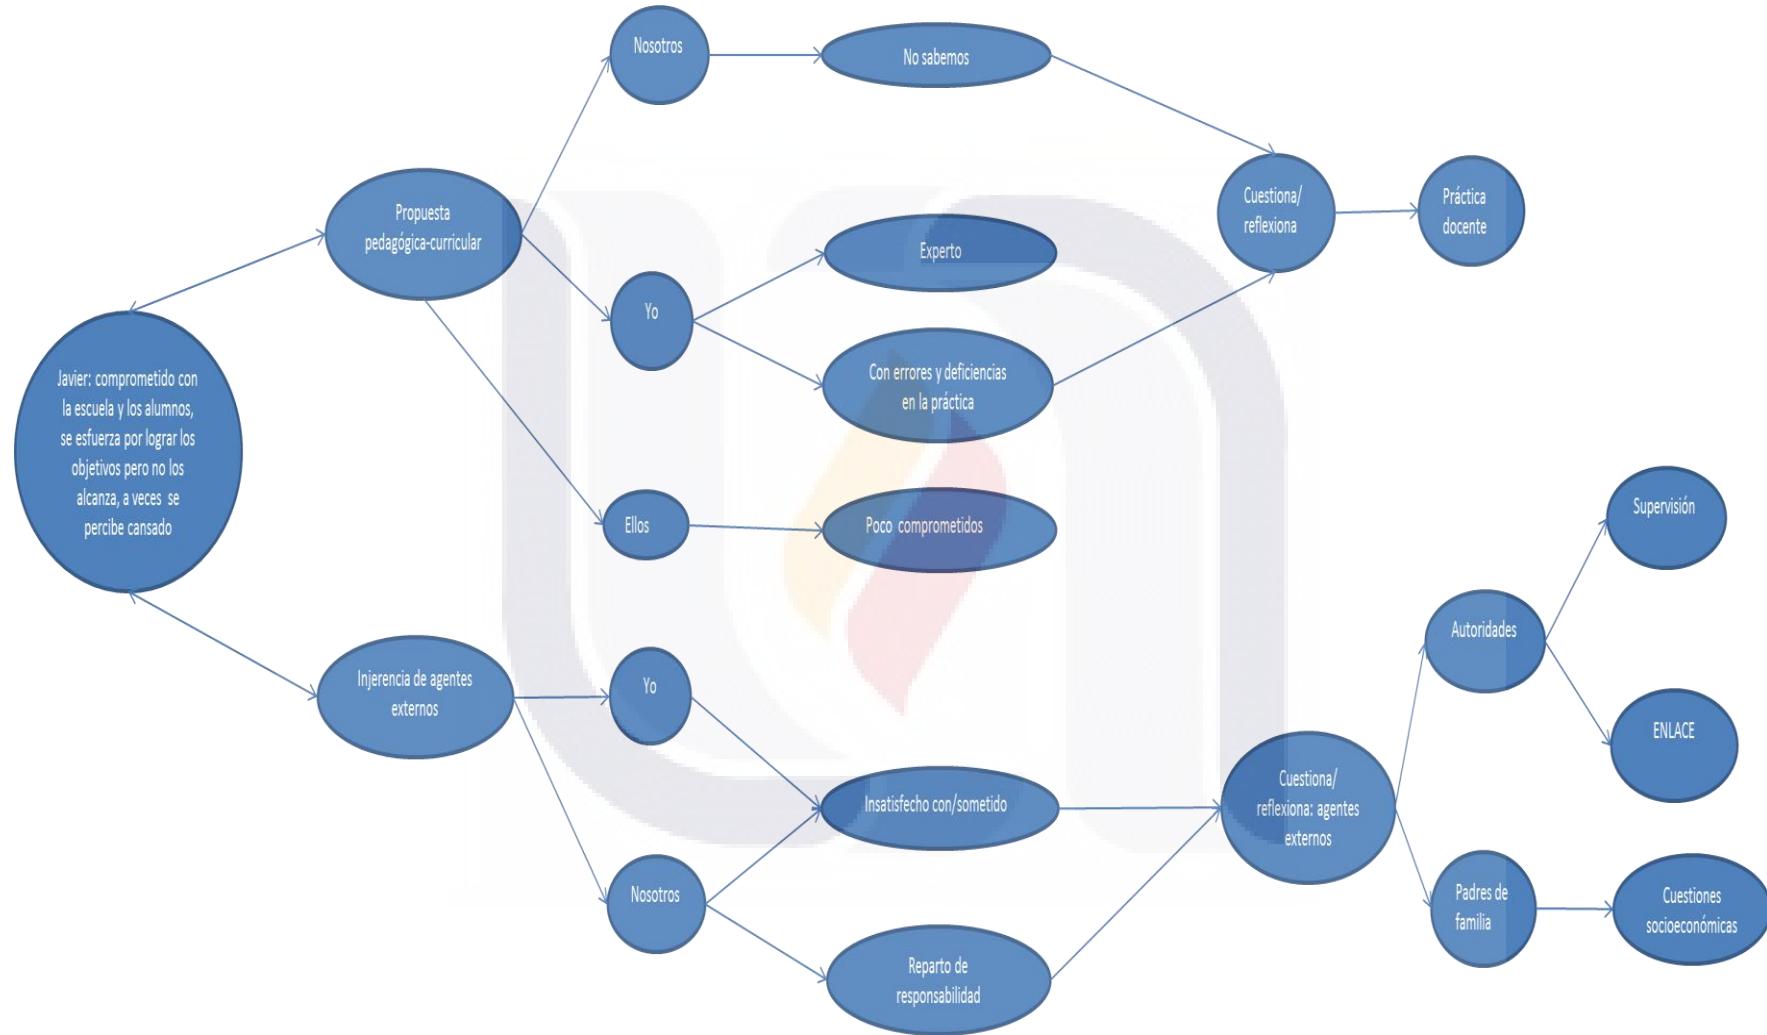 Nosotros
No sabemos
Propuesta
pedagógica-curricular
Cuestiona/
reflexiona
Práctica
docente
Experto
Yo
Con errores y deficiencias
en la práctica
Javier: comprometido con
la escuela y los alumnos,
se esfuerza por lograr los
objetivos pero no los
alcanza, a veces se
percibe cansado
Ellos
Poco comprometidos
Supervisión
Autoridades
Injerencia de agentes
externos
Yo
ENLACE
Insatisfecho con/sometido
Cuestiona/
reflexiona: agentes
externos
Nosotros
Padres de
familia
Cuestiones
socioeconómicas
Reparto de
responsabilidad